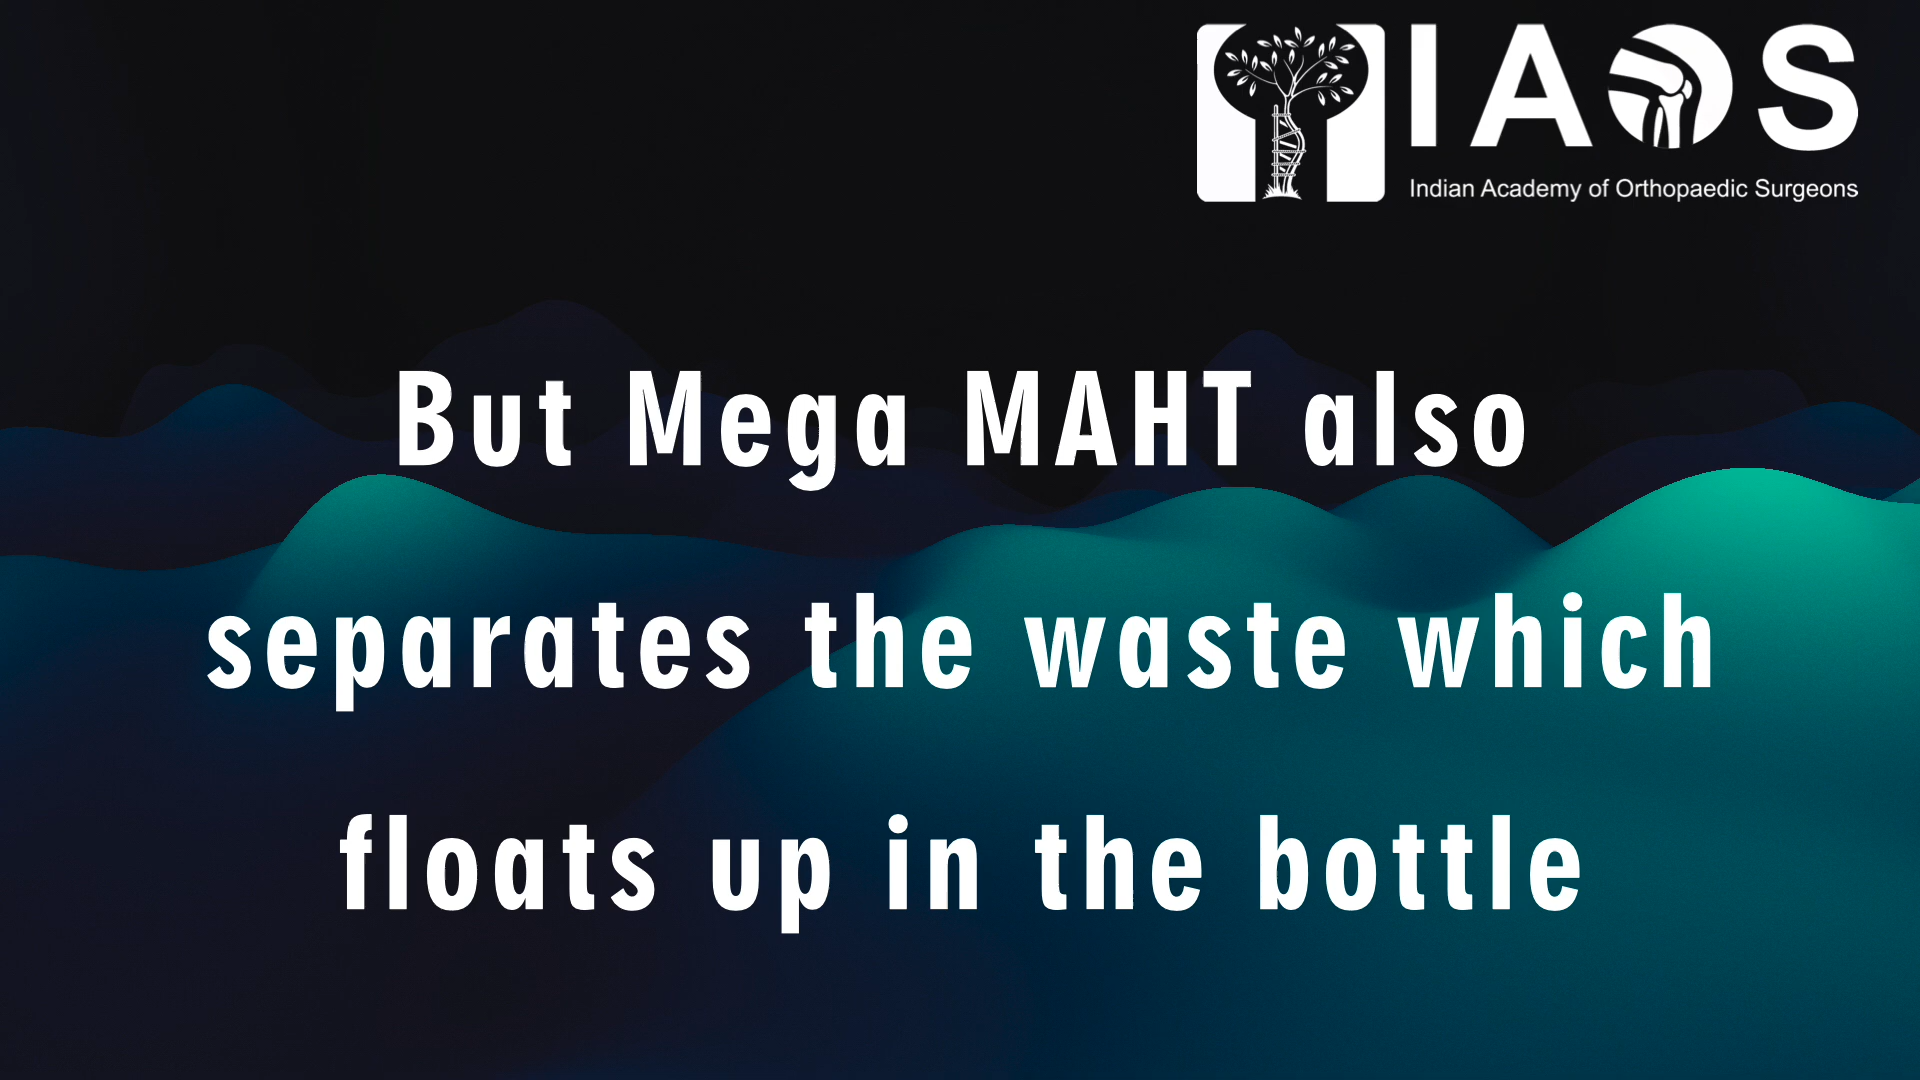 IAOS
Indian Academy of Orthopaedic Surgeons
But Mega MAHT also
separates the waste which
floats up in the bottle